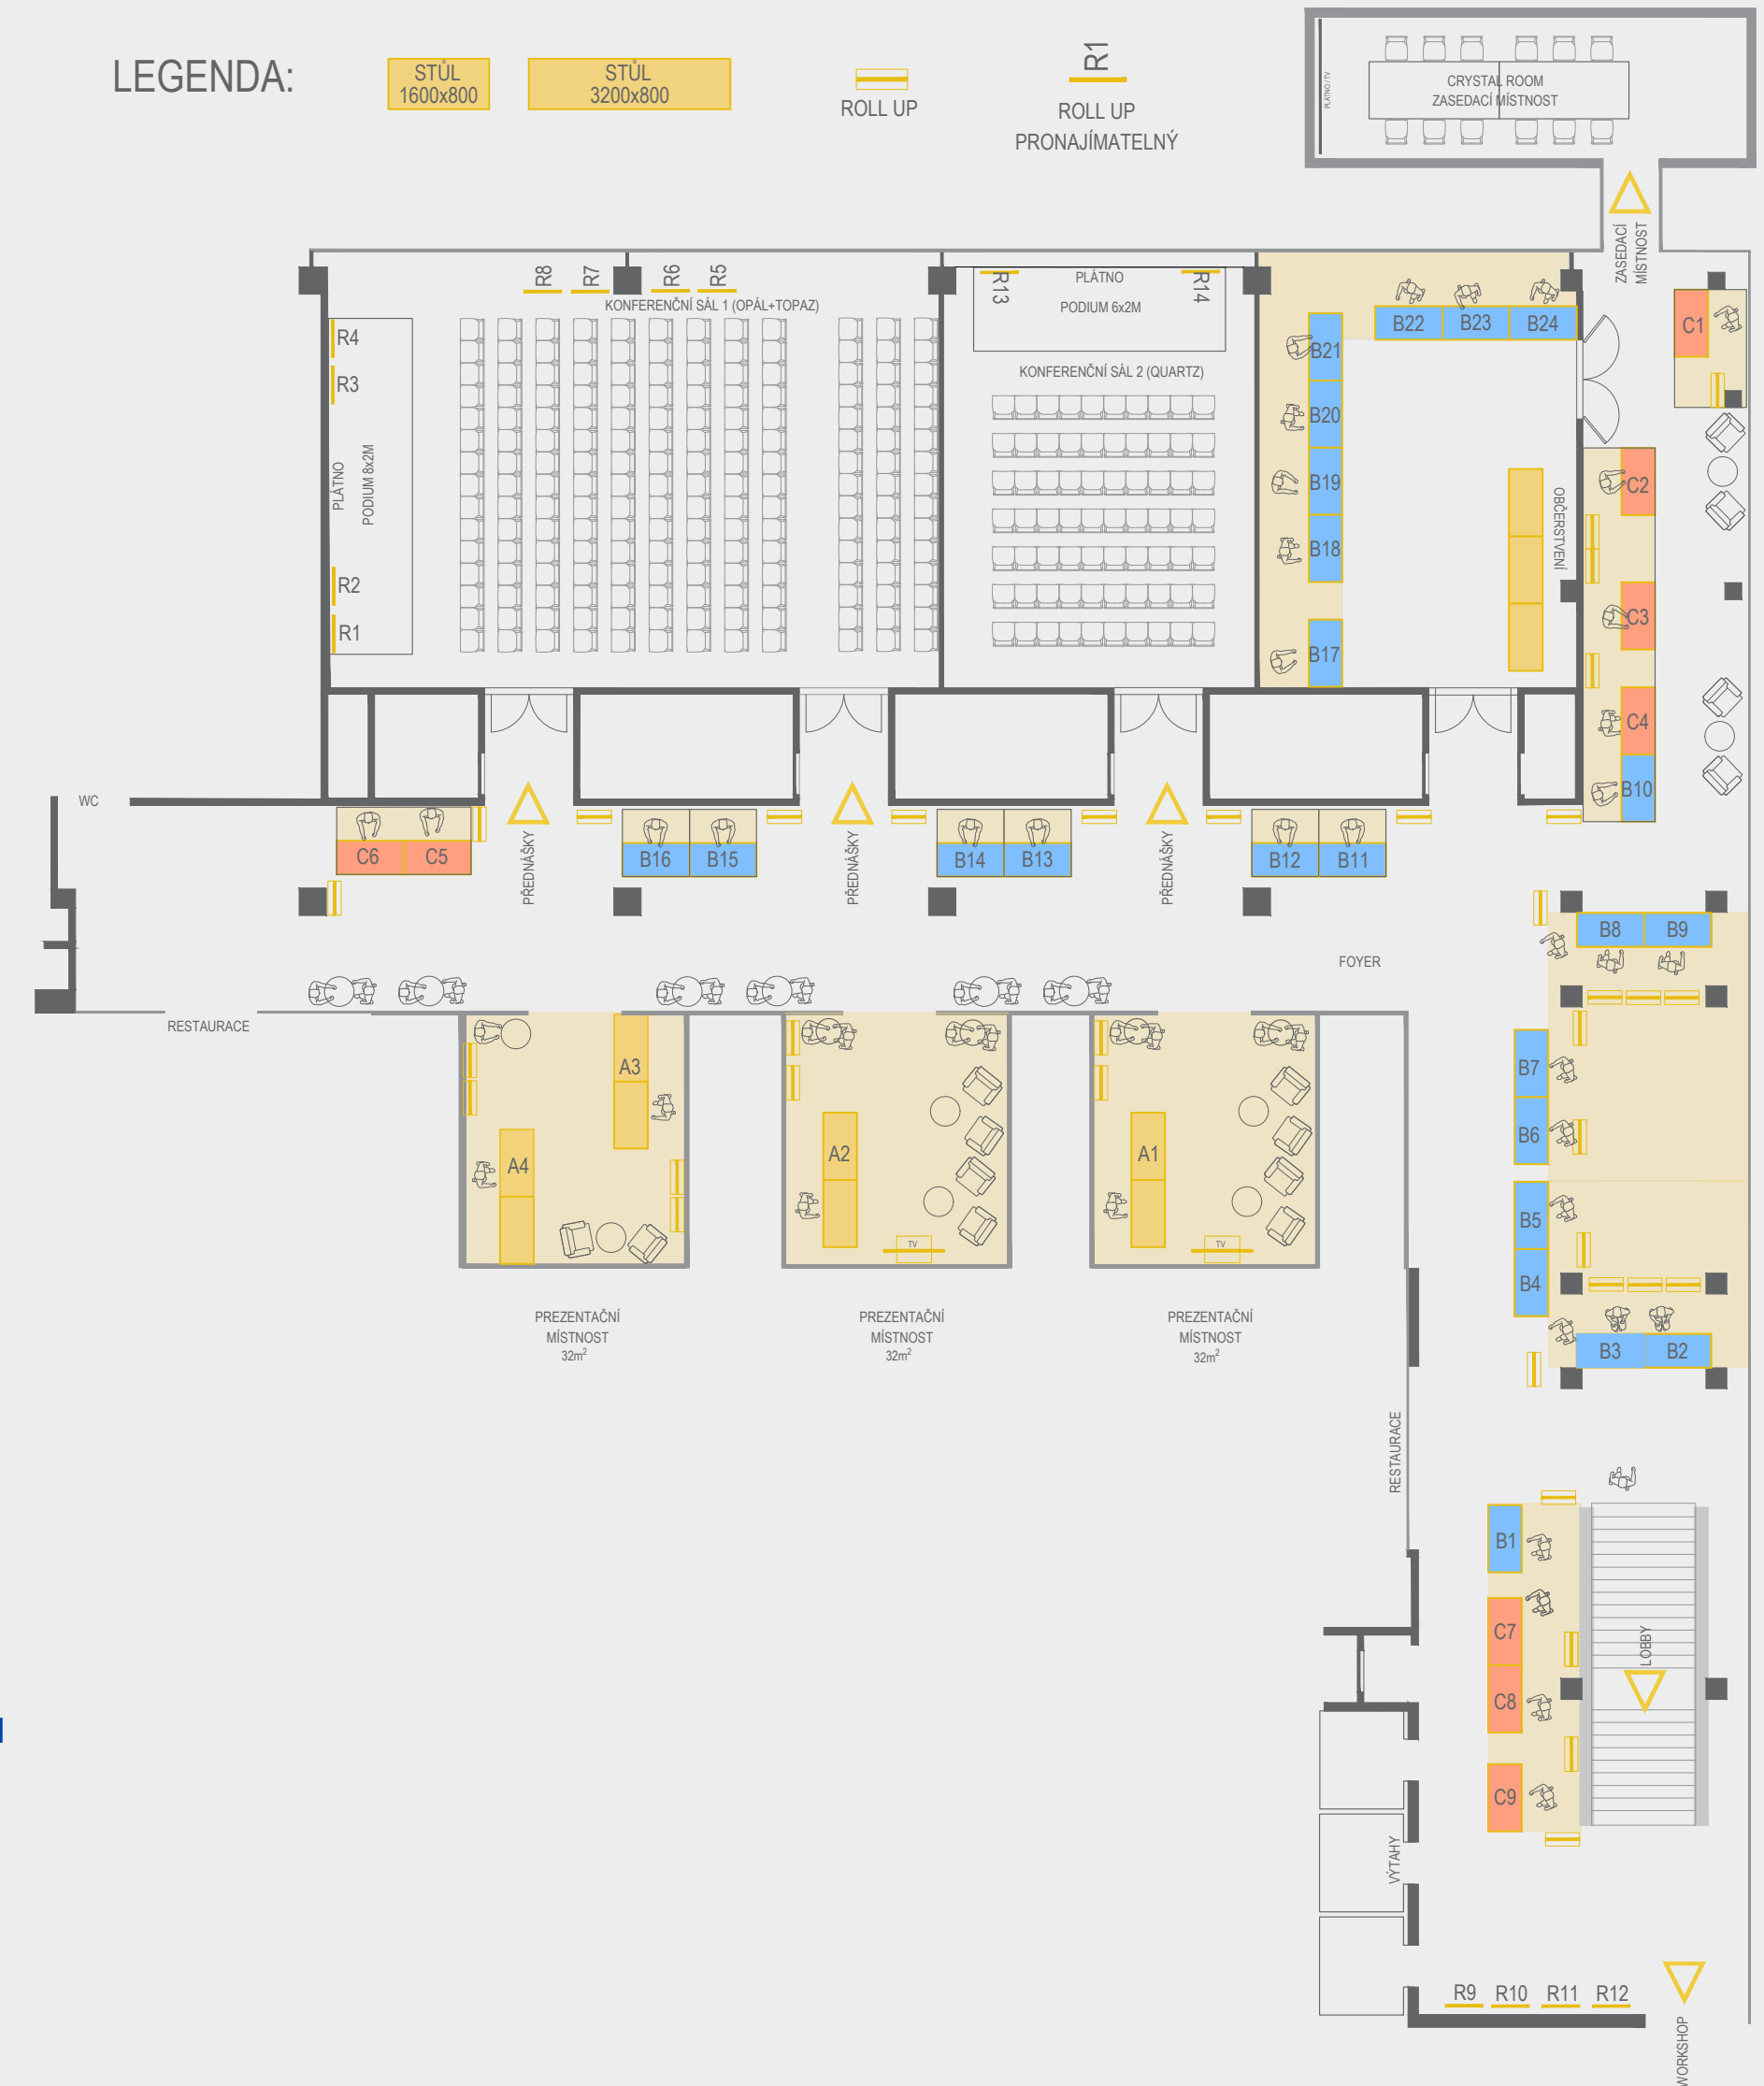 LEGENDA:
STŮL
1600x800
STŮL
3200x800
ROLL UP
R1
ROLL UP
PRONAJÍMATELNÝ
PLÁTNO / TV
CRYSTAL ROOM
ZASEDACÍ MÍSTNOST
ZASEDACÍ
MÍSTNOST
R8
R7
R6
R5
KONFERENČNÍ SÁL 1 (OPÁL+TOPAZ)
R4
R3
PLÁTNO
PODIUM 8x2M
R2
R1
R13
PLÁTNO
R14
PODIUM 6x2M
KONFERENČNÍ SÁL 2 (QUARTZ)
B22
B23
B24
B21
B20
B19
B18
B17
OBČERSTVENÍ
C1
C2
C3
C4
B10
WC
C6
C5
PŘEDNÁŠKY
B16
B15
PŘEDNÁŠKY
B14
B13
PŘEDNÁŠKY
B12
B11
FOYER
B8
B9
RESTAURACE
A3
A4
A2
TV
A1
TV
B7
B6
B5
B4
B3
B2
PREZENTAČNÍ
MÍSTNOST
32m²
PREZENTAČNÍ
MÍSTNOST
32m²
PREZENTAČNÍ
MÍSTNOST
32m²
RESTAURACE
B1
C7
C8
C9
LOBBY
VÝTAHY
R9
R10
R11
R12
WORKSHOP